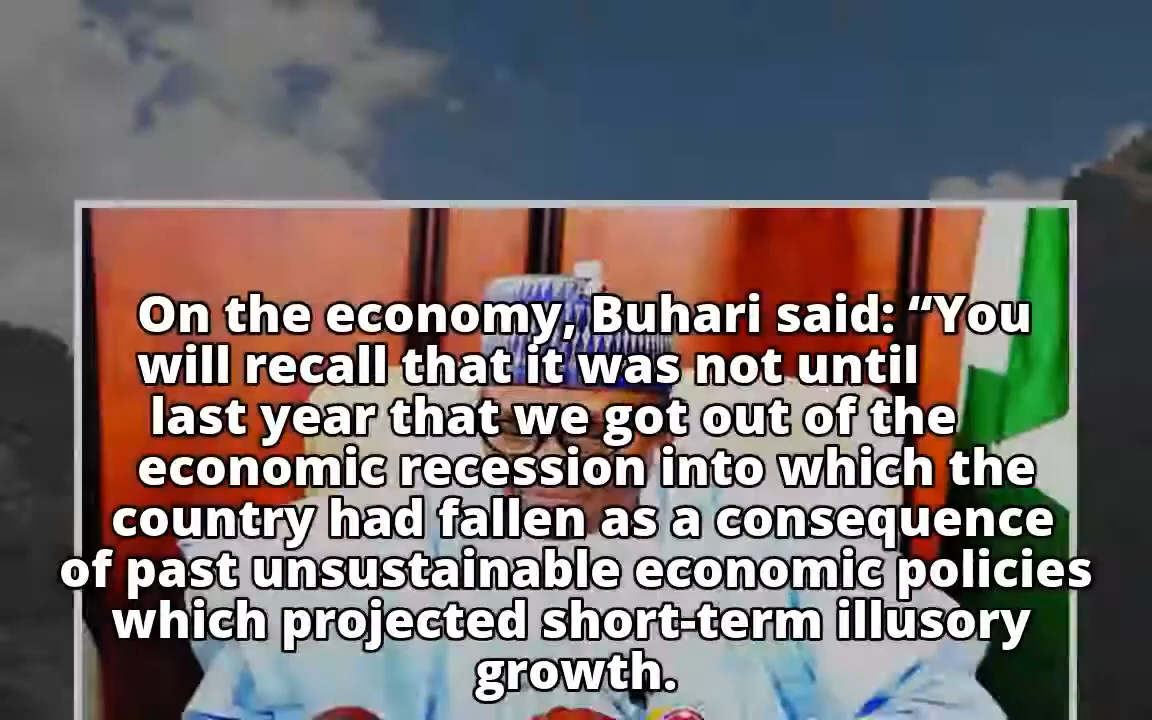 On the economy, Buhari said: “You
will recall that it was not until
last year that we got out of the
economic recession into which the
country had fallen as a consequence
of past unsustainable economic policies
which projected short-term illusory
growth.